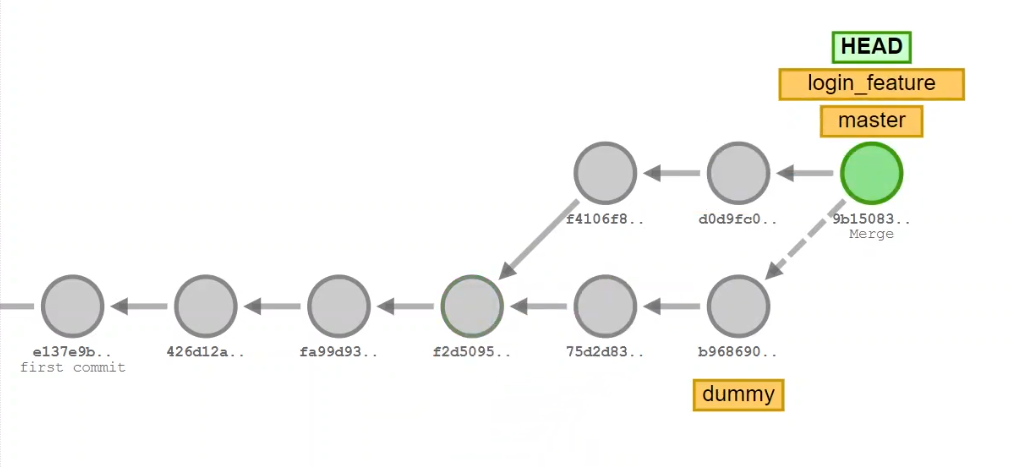 HEAD
login_feature
master
f4106f8..
d0d9fc0..
9b15083..
Merge
e137e9b..
first commit
426d12a..
fa99d93..
f2d5095..
75d2d83..
b968690..
dummy